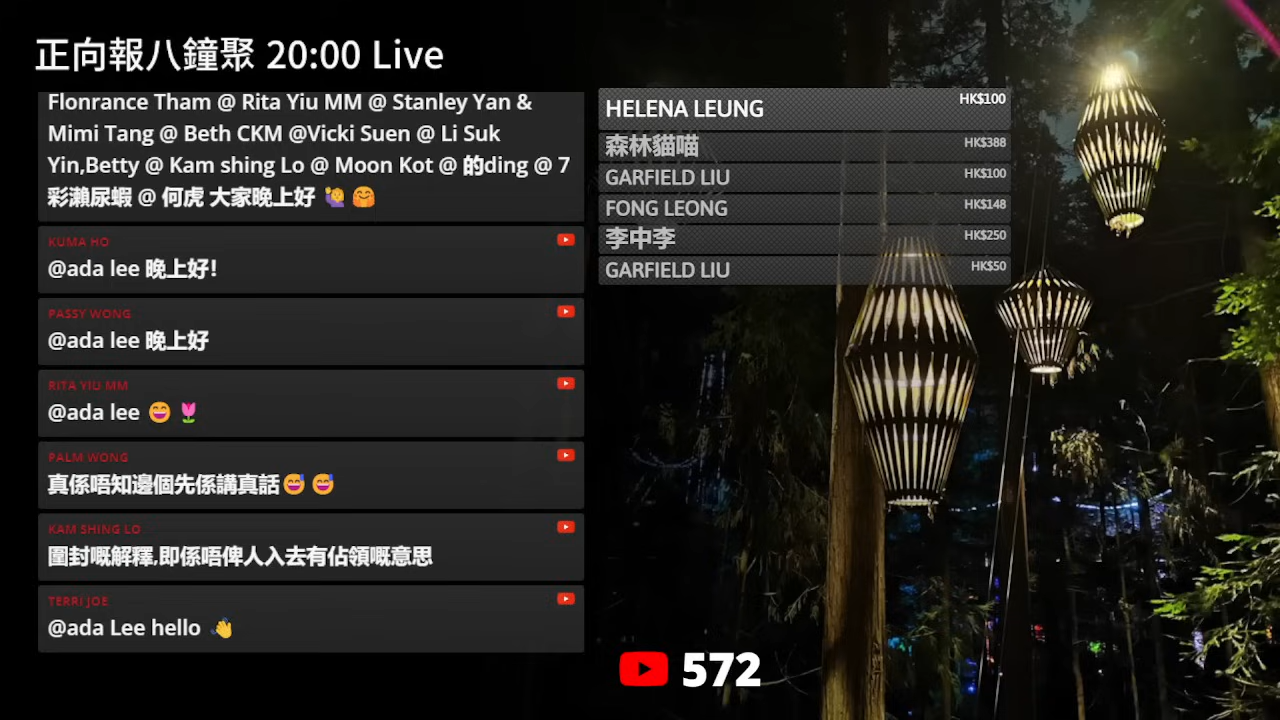 正向報八鐘聚 20:00 Live
Flonrance Tham @ Rita Yiu MM @ Stanley Yan &
Mimi Tang @ Beth CKM @Vicki Suen @ Li Suk
Yin,Betty @ Kam shing Lo @ Moon Kot @ 的ding @ 7
彩瀨尿蝦 @ 何虎 大家晚上好 🙋 🤗
KUMA HO
@ada lee 晚上好!
PASSY WONG
@ada lee 晚上好
RITA YIU MM
@ada lee 😄 🌷
PALM WONG
真係唔知邊個先係講真話😅 😅
KAM SHING LO
圍封嘅解釋,即係唔俾人入去有佔領嘅意思
TERRI JOE
@ada Lee hello 👋
HELENA LEUNG HK$100
森林貓喵 HK$388
GARFIELD LIU HK$100
FONG LEONG HK$148
李中李 HK$250
GARFIELD LIU HK$50
572